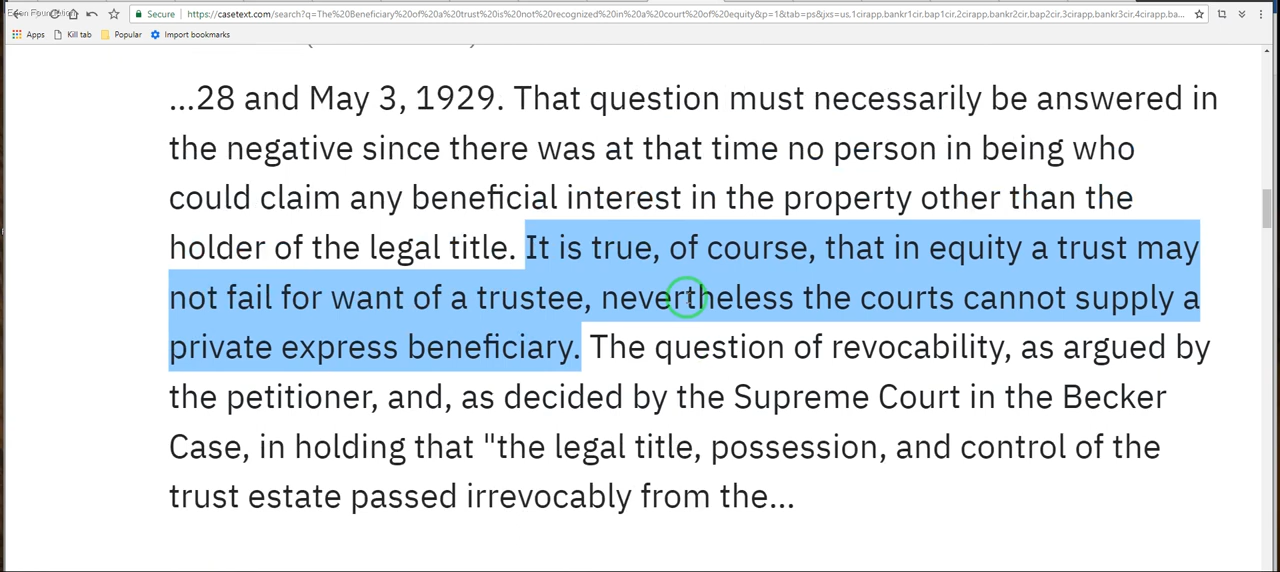 Secure
https://casetext.com/search?q=The%20Beneficiary%20of%20a%20trust%20is%20not%20recognized%20in%20a%20court%20of%20equity&p=1&tab=ps&jxs=us.1cirapp.bankr1cir.bap1cir.2cirapp.bankr2cir.bap2cir.3cirapp.bankr3cir.4cirapp.ba...
Apps Kill tab Popular Import bookmarks
...28 and May 3, 1929. That question must necessarily be answered in
the negative since there was at that time no person in being who
could claim any beneficial interest in the property other than the
holder of the legal title. It is true, of course, that in equity a trust may
not fail for want of a trustee, nevertheless the courts cannot supply a
private express beneficiary. The question of revocability, as argued by
the petitioner, and, as decided by the Supreme Court in the Becker
Case, in holding that "the legal title, possession, and control of the
trust estate passed irrevocably from the...